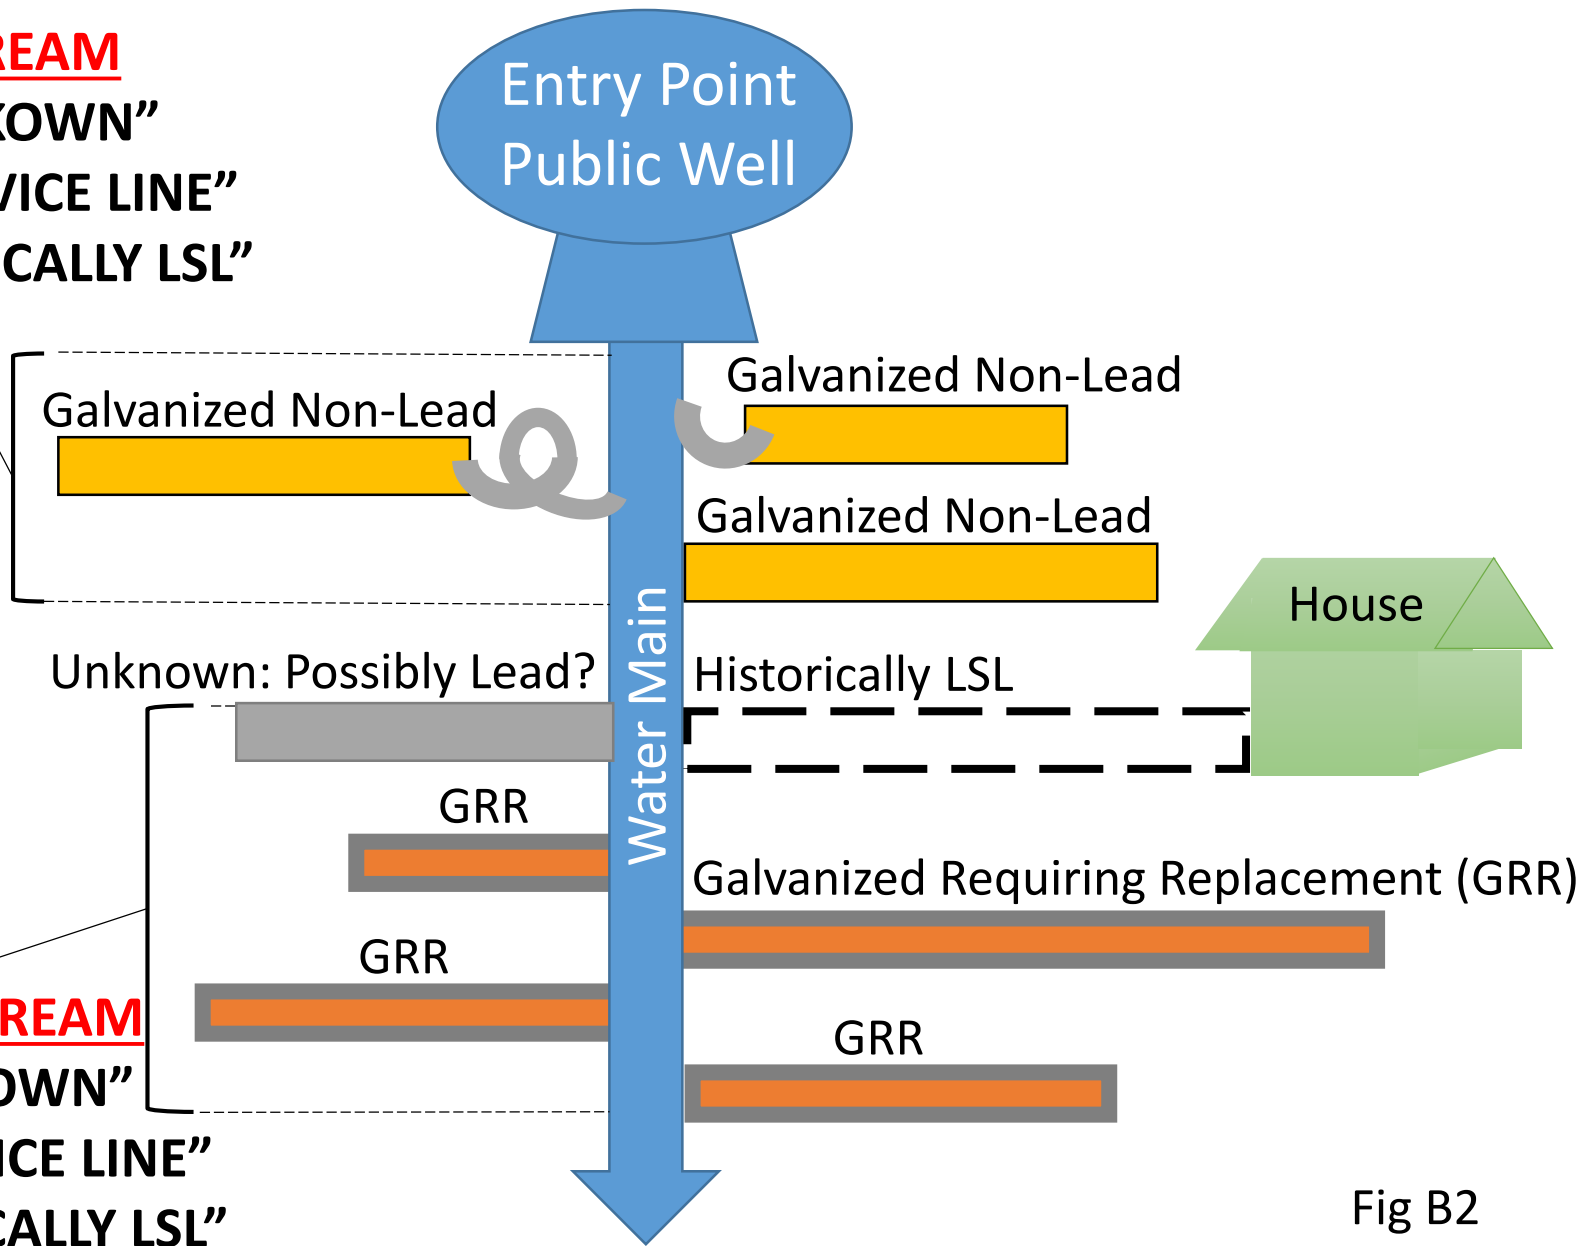 REAM
KOWN”
VICE LINE”
ICALLY LSL”
Entry Point
Public Well
Galvanized Non-Lead
Galvanized Non-Lead
Galvanized Non-Lead
House
Water Main
Unknown: Possibly Lead?
Historically LSL
GRR
Galvanized Requiring Replacement (GRR)
GRR
GRR
REAM
OWN”
ICE LINE”
CALLY LSL”
Fig B2